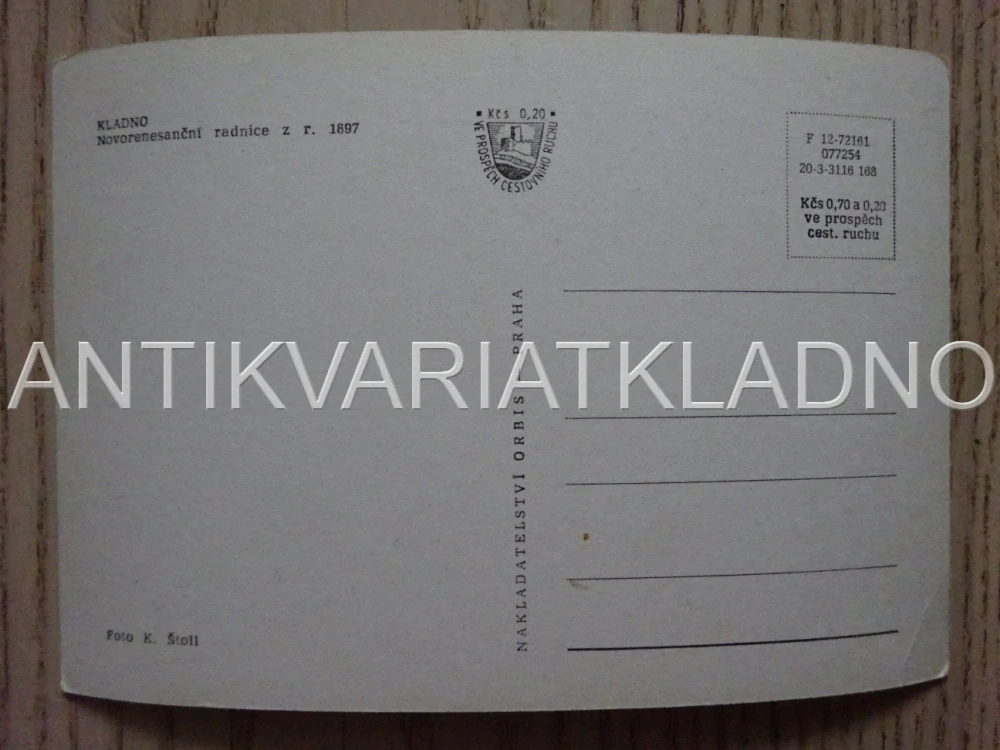 KLADNO
Novorenesanční radnice z r. 1897
Kčs 0,20
VE PROSPĚCH CESTOVNÍHO RUCHU
F 12-72161
077254
20-3-3116 168
Kčs 0,70 a 0,20
ve prospěch
cest. ruchu
NAKLADATELSTVÍ ORBIS - PRAHA
ANTIKVARIATKLADNO
Foto K. Štoll